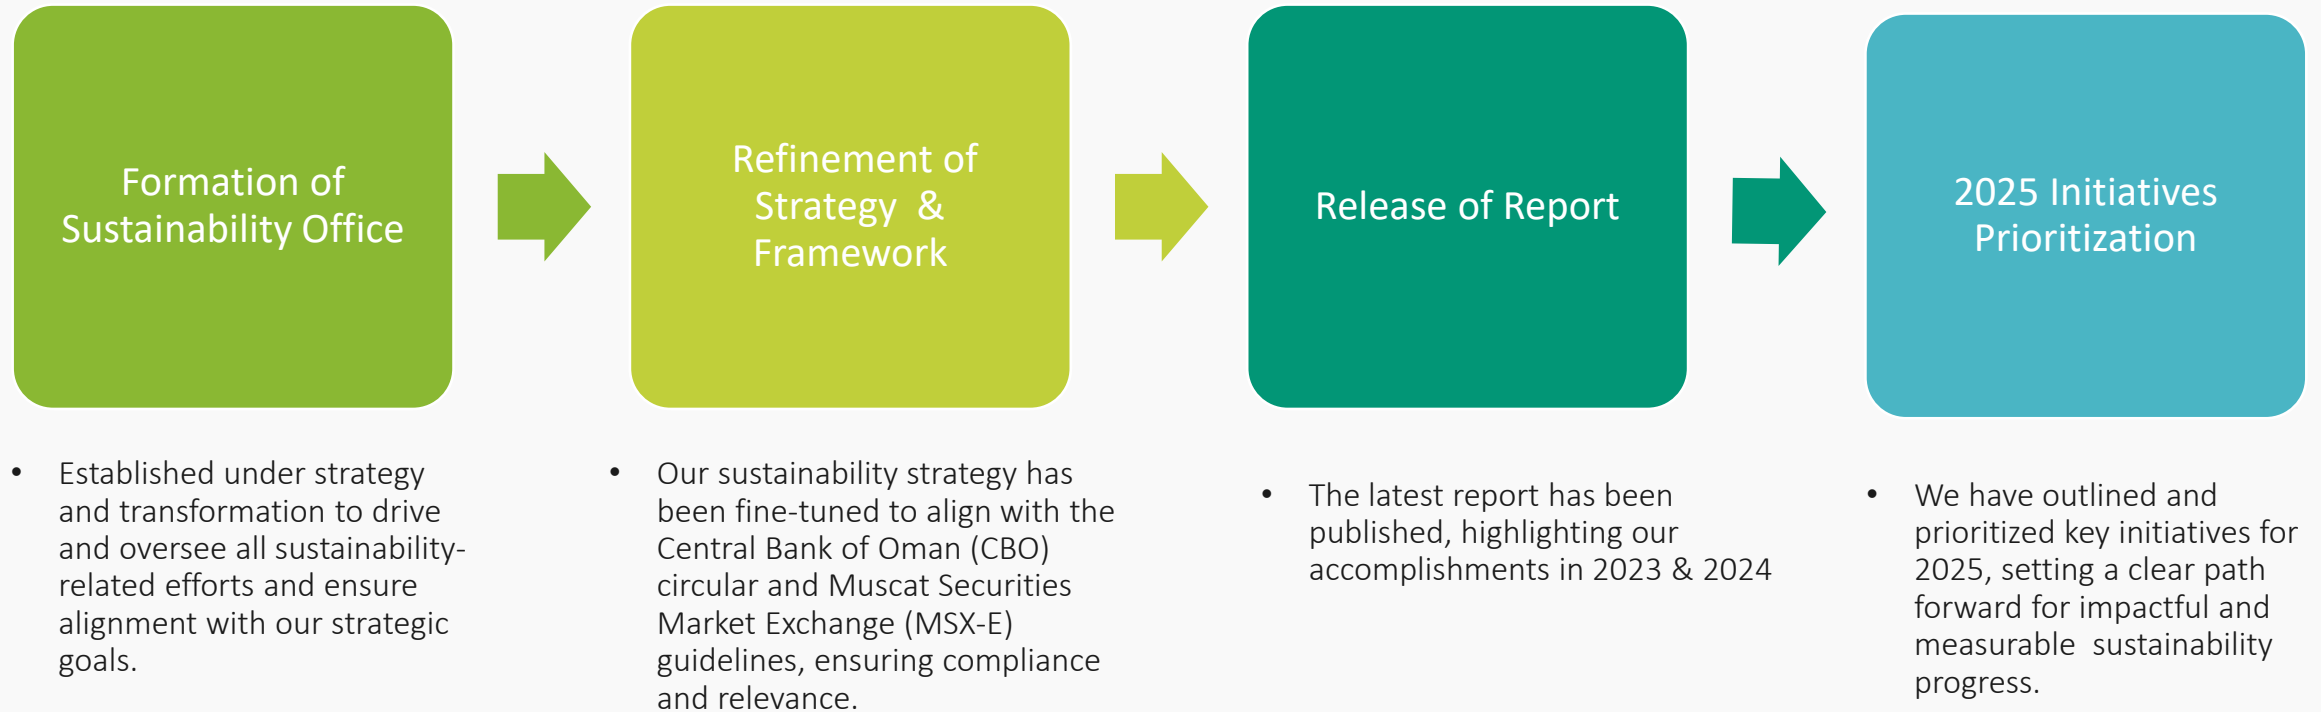 Formation of
Sustainability Office
Refinement of
Strategy & 
Framework
Release of Report
2025 Initiatives
Prioritization
• Established under strategy
and transformation to drive
and oversee all sustainability-
related efforts and ensure
alignment with our strategic
goals.
• Our sustainability strategy has
been fine-tuned to align with the
Central Bank of Oman (CBO)
circular and Muscat Securities
Market Exchange (MSX-E)
guidelines, ensuring compliance
and relevance.
• The latest report has been
published, highlighting our
accomplishments in 2023 & 2024
• We have outlined and
prioritized key initiatives for
2025, setting a clear path
forward for impactful and
measurable sustainability
progress.